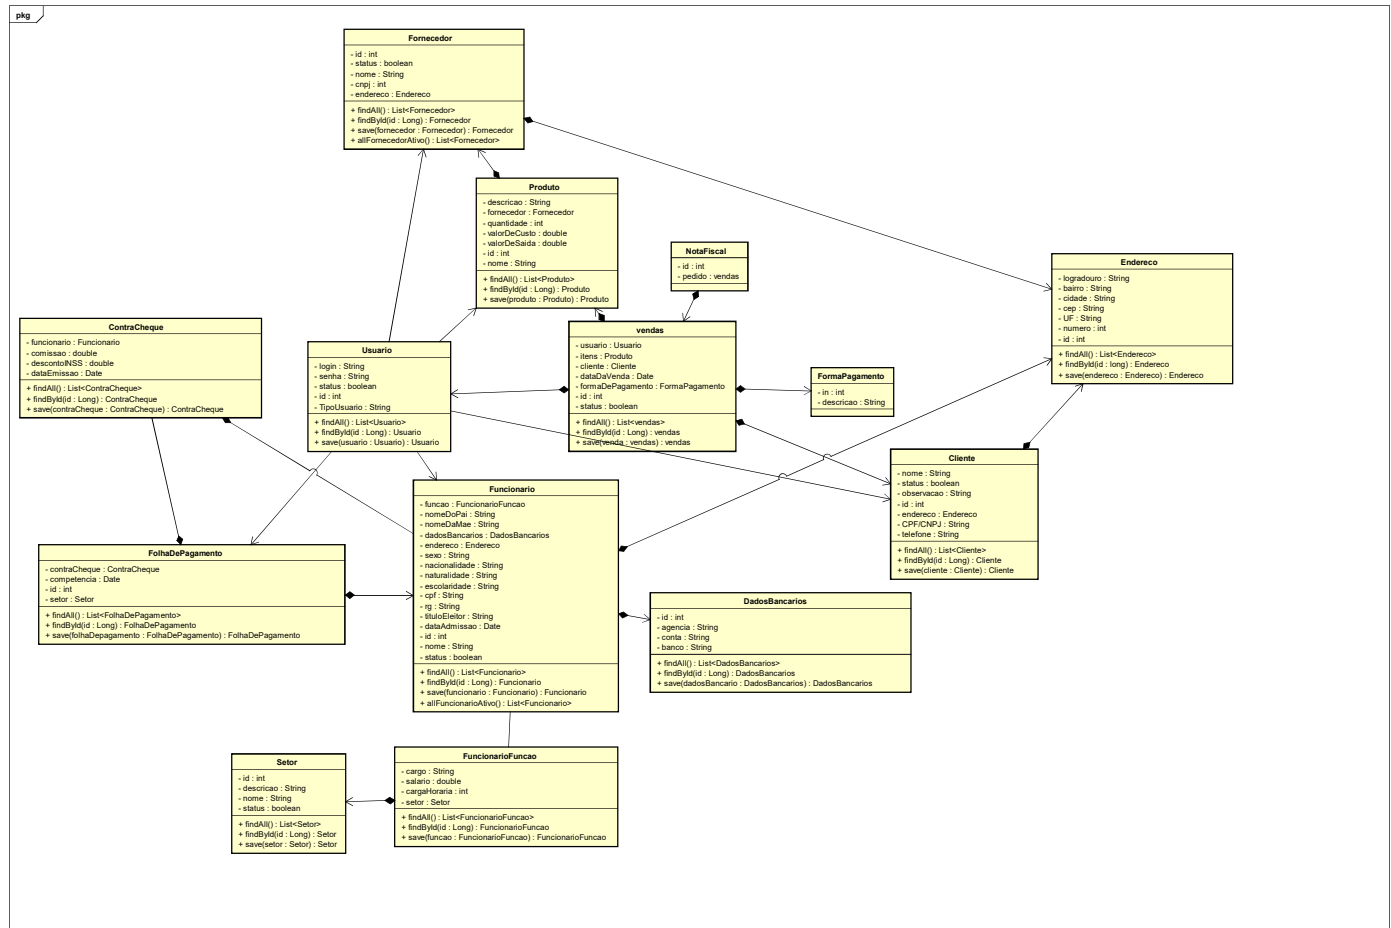 pkg
Fornecedor
- id : int
- status : boolean
- nome : String
- cnpj : int
- endereco : Endereco
+ findAll() : List<Fornecedor>
+ findById(id : Long) : Fornecedor
+ save(fornecedor : Fornecedor) : Fornecedor
+ allFornecedorAtivo() : List<Fornecedor>
Produto
- descricao : String
- fornecedor : Fornecedor
- quantidade : int
- valorDeCusto : double
- valorDeSaida : double
- id : int
- nome : String
+ findAll() : List<Produto>
+ findById(id : Long) : Produto
+ save(produto : Produto) : Produto
NotaFiscal
- id : int
- pedido : vendas
Endereco
- logradouro : String
- bairro : String
- cidade : String
- cep : String
- UF : String
- numero : int
- id : int
+ findAll() : List<Endereco>
+ findById(id : long) : Endereco
+ save(endereco : Endereco) : Endereco
ContraCheque
- funcionario : Funcionario
- comissao : double
- descontoINSS : double
- dataEmissao : Date
+ findAll() : List<ContraCheque>
+ findById(id : Long) : ContraCheque
+ save(contraCheque : ContraCheque) : ContraCheque
Usuario
- login : String
- senha : String
- status : boolean
- id : int
- TipoUsuario : String
+ findAll() : List<Usuario>
+ findById(id : Long) : Usuario
+ save(usuario : Usuario) : Usuario
vendas
- usuario : Usuario
- itens : Produto
- cliente : Cliente
- dataDaVenda : Date
- formaDePagamento : FormaPagamento
- id : int
- status : boolean
+ findAll() : List<vendas>
+ findById(id : Long) : vendas
+ save(venda : vendas) : vendas
FormaPagamento
- in : int
- descricao : String
Cliente
- nome : String
- status : boolean
- observacao : String
- id : int
- endereco : Endereco
- CPF/CNPJ : String
- telefone : String
+ findAll() : List<Cliente>
+ findById(id : Long) : Cliente
+ save(cliente : Cliente) : Cliente
Funcionario
- funcao : FuncionarioFuncao
- nomeDoPai : String
- nomeDaMae : String
- dadosBancarios : DadosBancarios
- endereco : Endereco
- sexo : String
- nacionalidade : String
- naturalidade : String
- escolaridade : String
- cpf : String
- rg : String
- tituloEleitor : String
- dataAdmissao : Date
- id : int
- nome : String
- status : boolean
+ findAll() : List<Funcionario>
+ findById(id : Long) : Funcionario
+ save(funcionario : Funcionario) : Funcionario
+ allFuncionarioAtivo() : List<Funcionario>
FolhaDePagamento
- contraCheque : ContraCheque
- competencia : Date
- id : int
- setor : Setor
+ findAll() : List<FolhaDePagamento>
+ findById(id : Long) : FolhaDePagamento
+ save(folhaDepagamento : FolhaDePagamento) : FolhaDePagamento
DadosBancarios
- id : int
- agencia : String
- conta : String
- banco : String
+ findAll() : List<DadosBancarios>
+ findById(id : Long) : DadosBancarios
+ save(dadosBancario : DadosBancarios) : DadosBancarios
Setor
- id : int
- descricao : String
- nome : String
- status : boolean
+ findAll() : List<Setor>
+ findById(id : Long) : Setor
+ save(setor : Setor) : Setor
FuncionarioFuncao
- cargo : String
- salario : double
- cargaHoraria : int
- setor : Setor
+ findAll() : List<FuncionarioFuncao>
+ findById(id : Long) : FuncionarioFuncao
+ save(funcao : FuncionarioFuncao) : FuncionarioFuncao